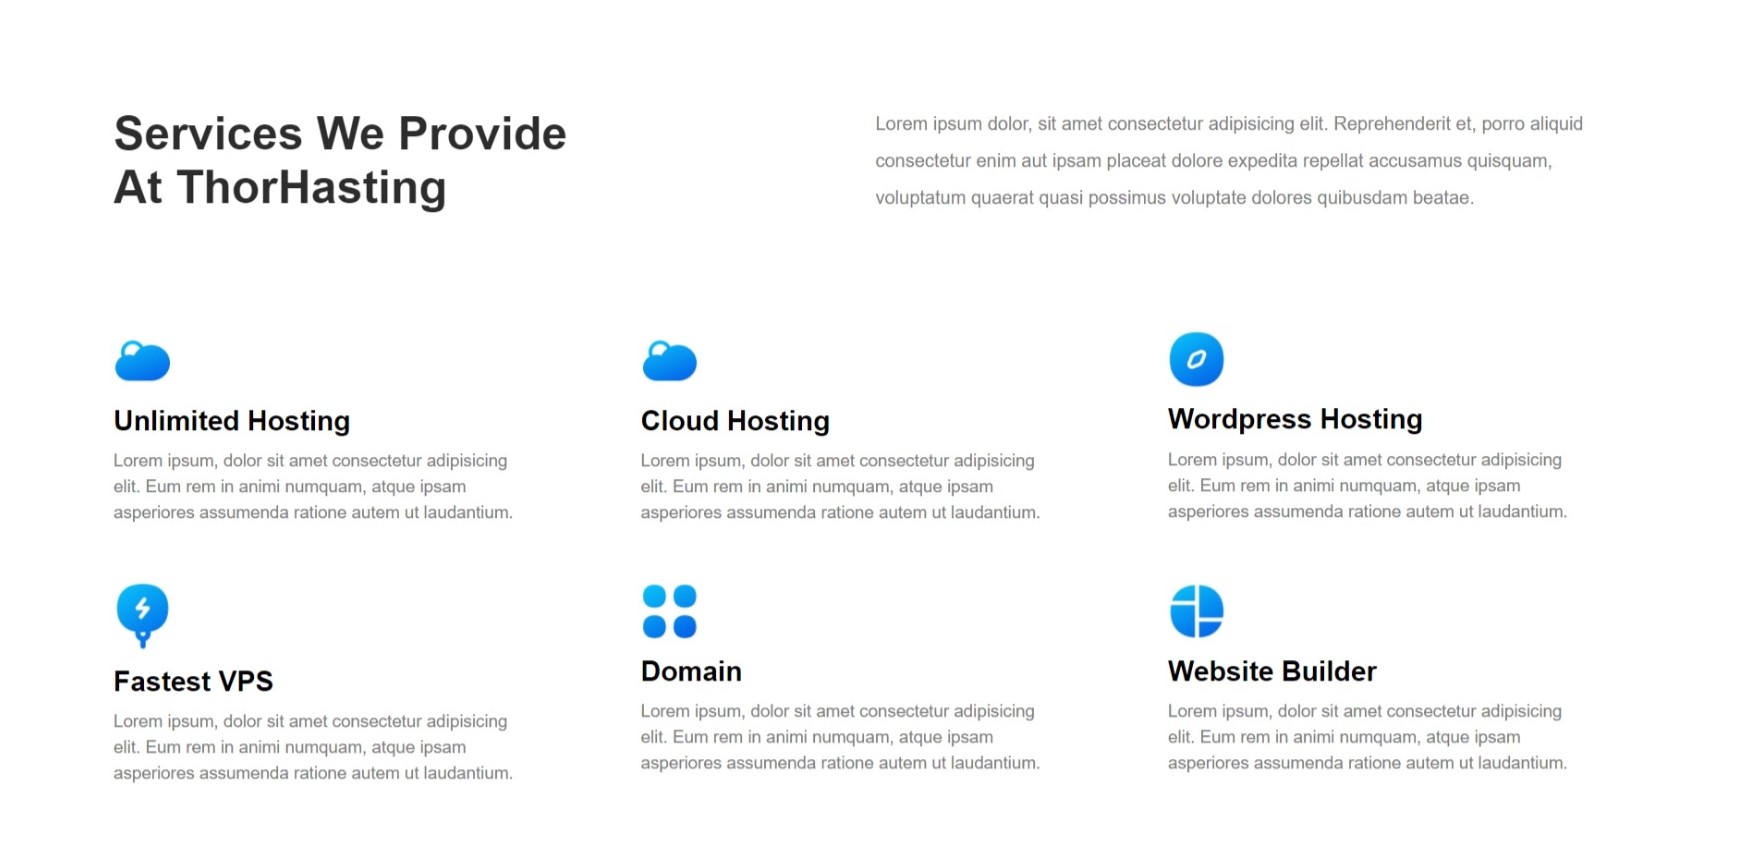 Services We Provide
At ThorHasting
Lorem ipsum dolor, sit amet consectetur adipisicing elit. Reprehenderit et, porro aliquid
consectetur enim aut ipsam placeat dolore expedita repellat accusamus quisquam,
voluptatum quaerat quasi possimus voluptate dolores quibusdam beatae.
Unlimited Hosting
Lorem ipsum, dolor sit amet consectetur adipisicing
elit. Eum rem in animi numquam, atque ipsam
asperiores assumenda ratione autem ut laudantium.
Cloud Hosting
Lorem ipsum, dolor sit amet consectetur adipisicing
elit. Eum rem in animi numquam, atque ipsam
asperiores assumenda ratione autem ut laudantium.
Wordpress Hosting
Lorem ipsum, dolor sit amet consectetur adipisicing
elit. Eum rem in animi numquam, atque ipsam
asperiores assumenda ratione autem ut laudantium.
Fastest VPS
Lorem ipsum, dolor sit amet consectetur adipisicing
elit. Eum rem in animi numquam, atque ipsam
asperiores assumenda ratione autem ut laudantium.
Domain
Lorem ipsum, dolor sit amet consectetur adipisicing
elit. Eum rem in animi numquam, atque ipsam
asperiores assumenda ratione autem ut laudantium.
Website Builder
Lorem ipsum, dolor sit amet consectetur adipisicing
elit. Eum rem in animi numquam, atque ipsam
asperiores assumenda ratione autem ut laudantium.